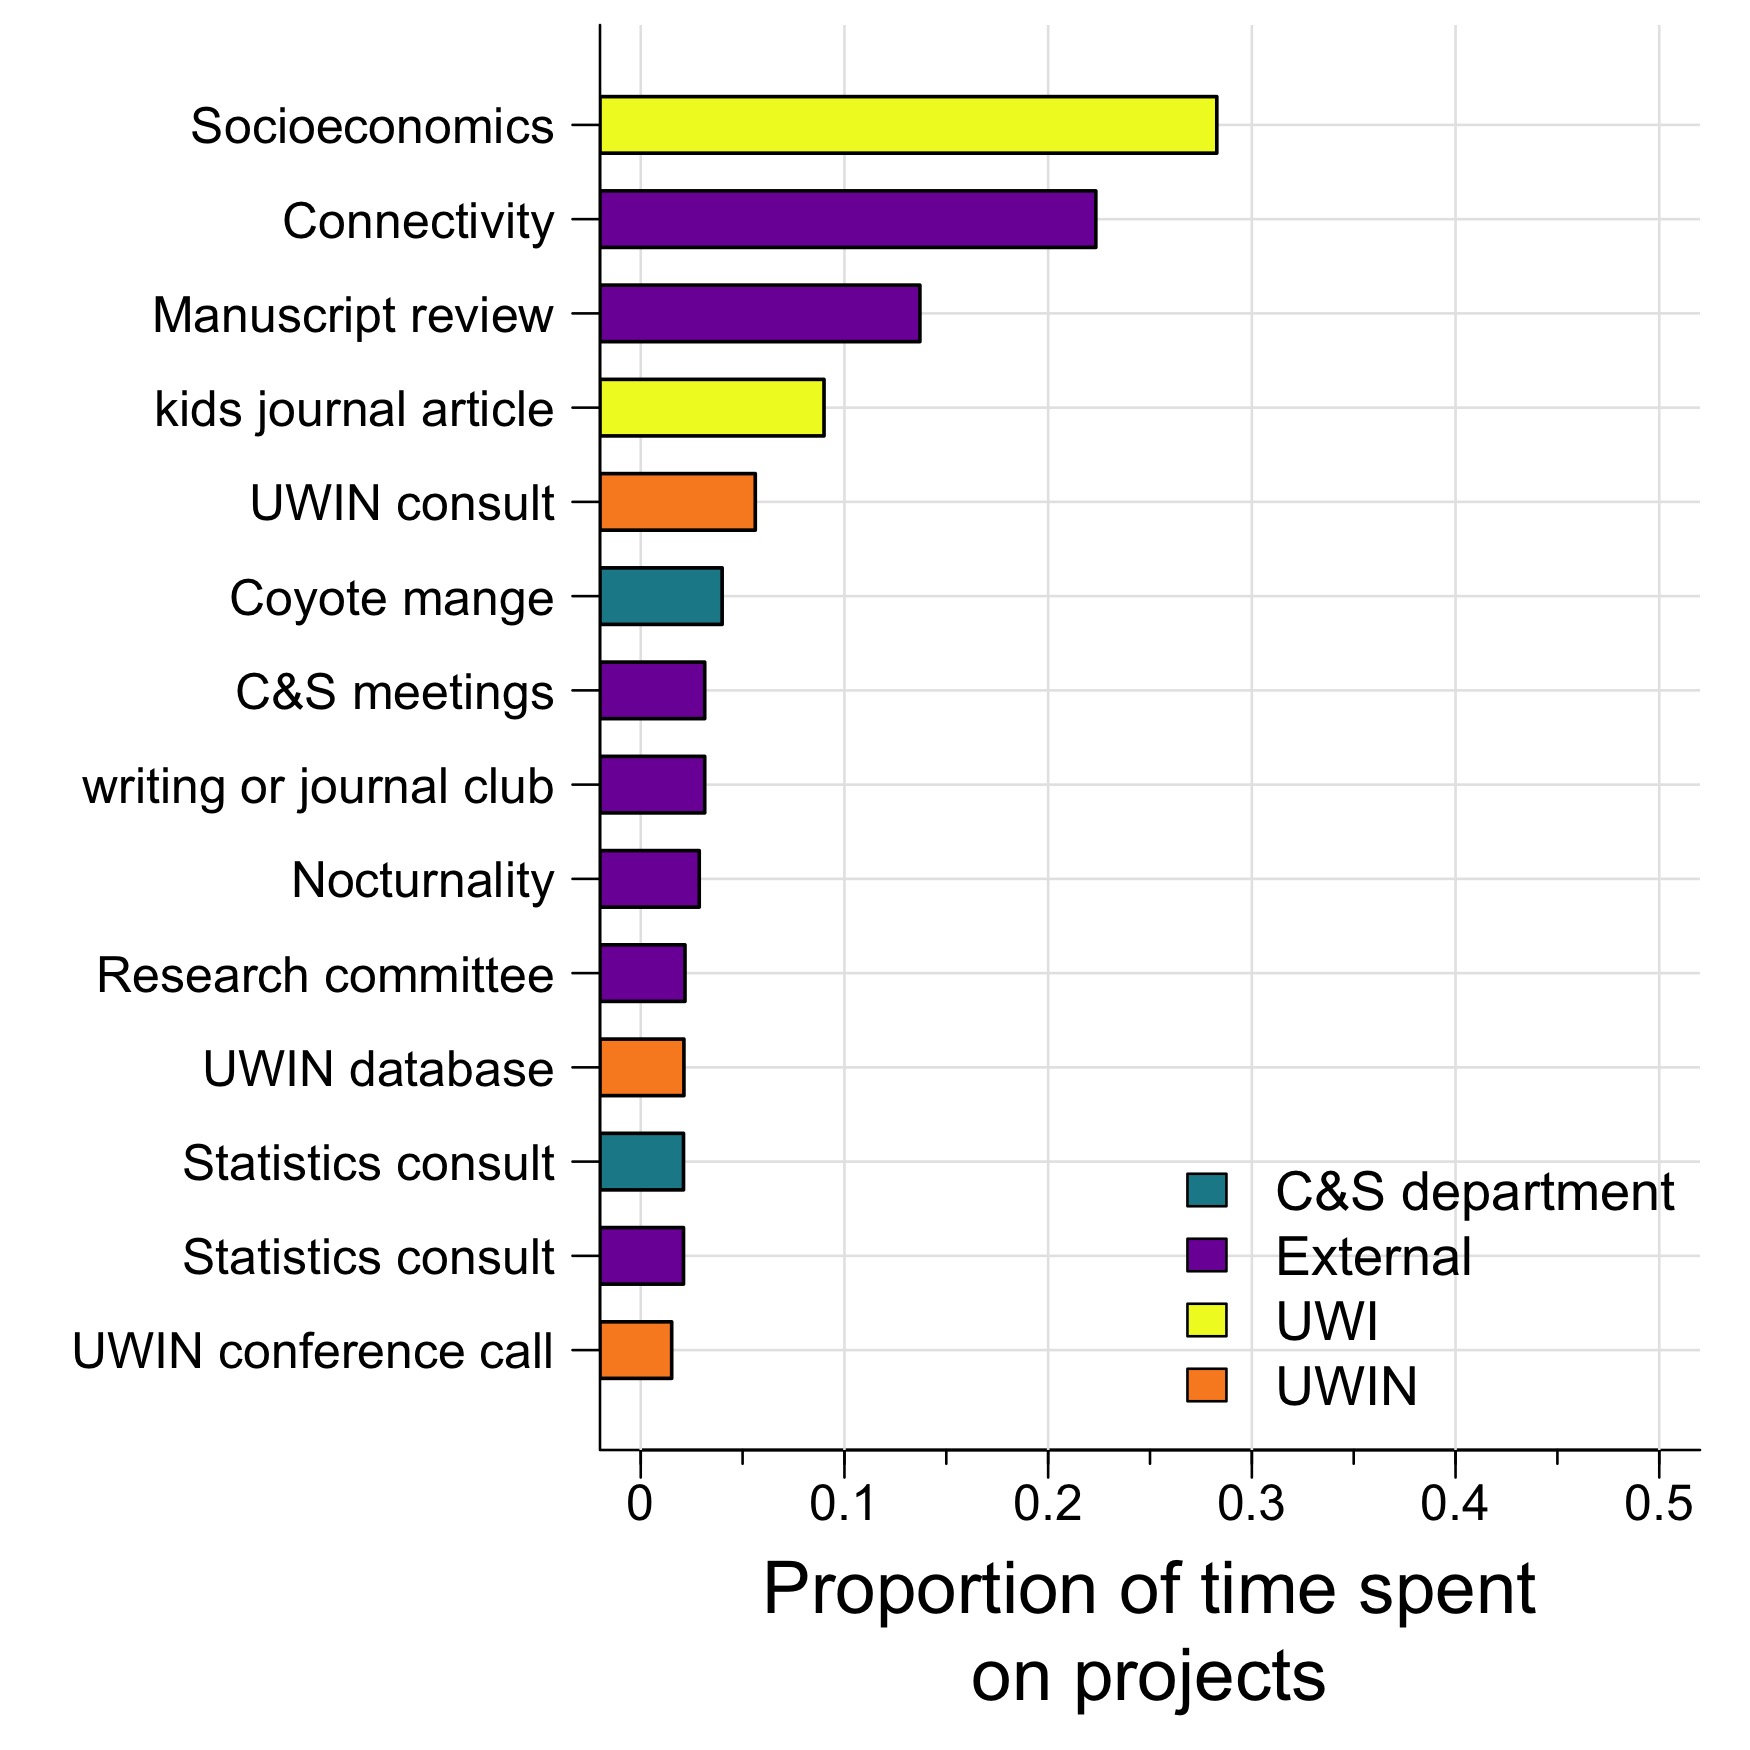 Socioeconomics
Connectivity
Manuscript review
kids journal article
UWIN consult
Coyote mange
C&S meetings
writing or journal club
Nocturnality
Research committee
UWIN database
Statistics consult
Statistics consult
UWIN conference call
C&S department
External
UWI
UWIN
0 0.1 0.2 0.3 0.4 0.5
Proportion of time spent
on projects